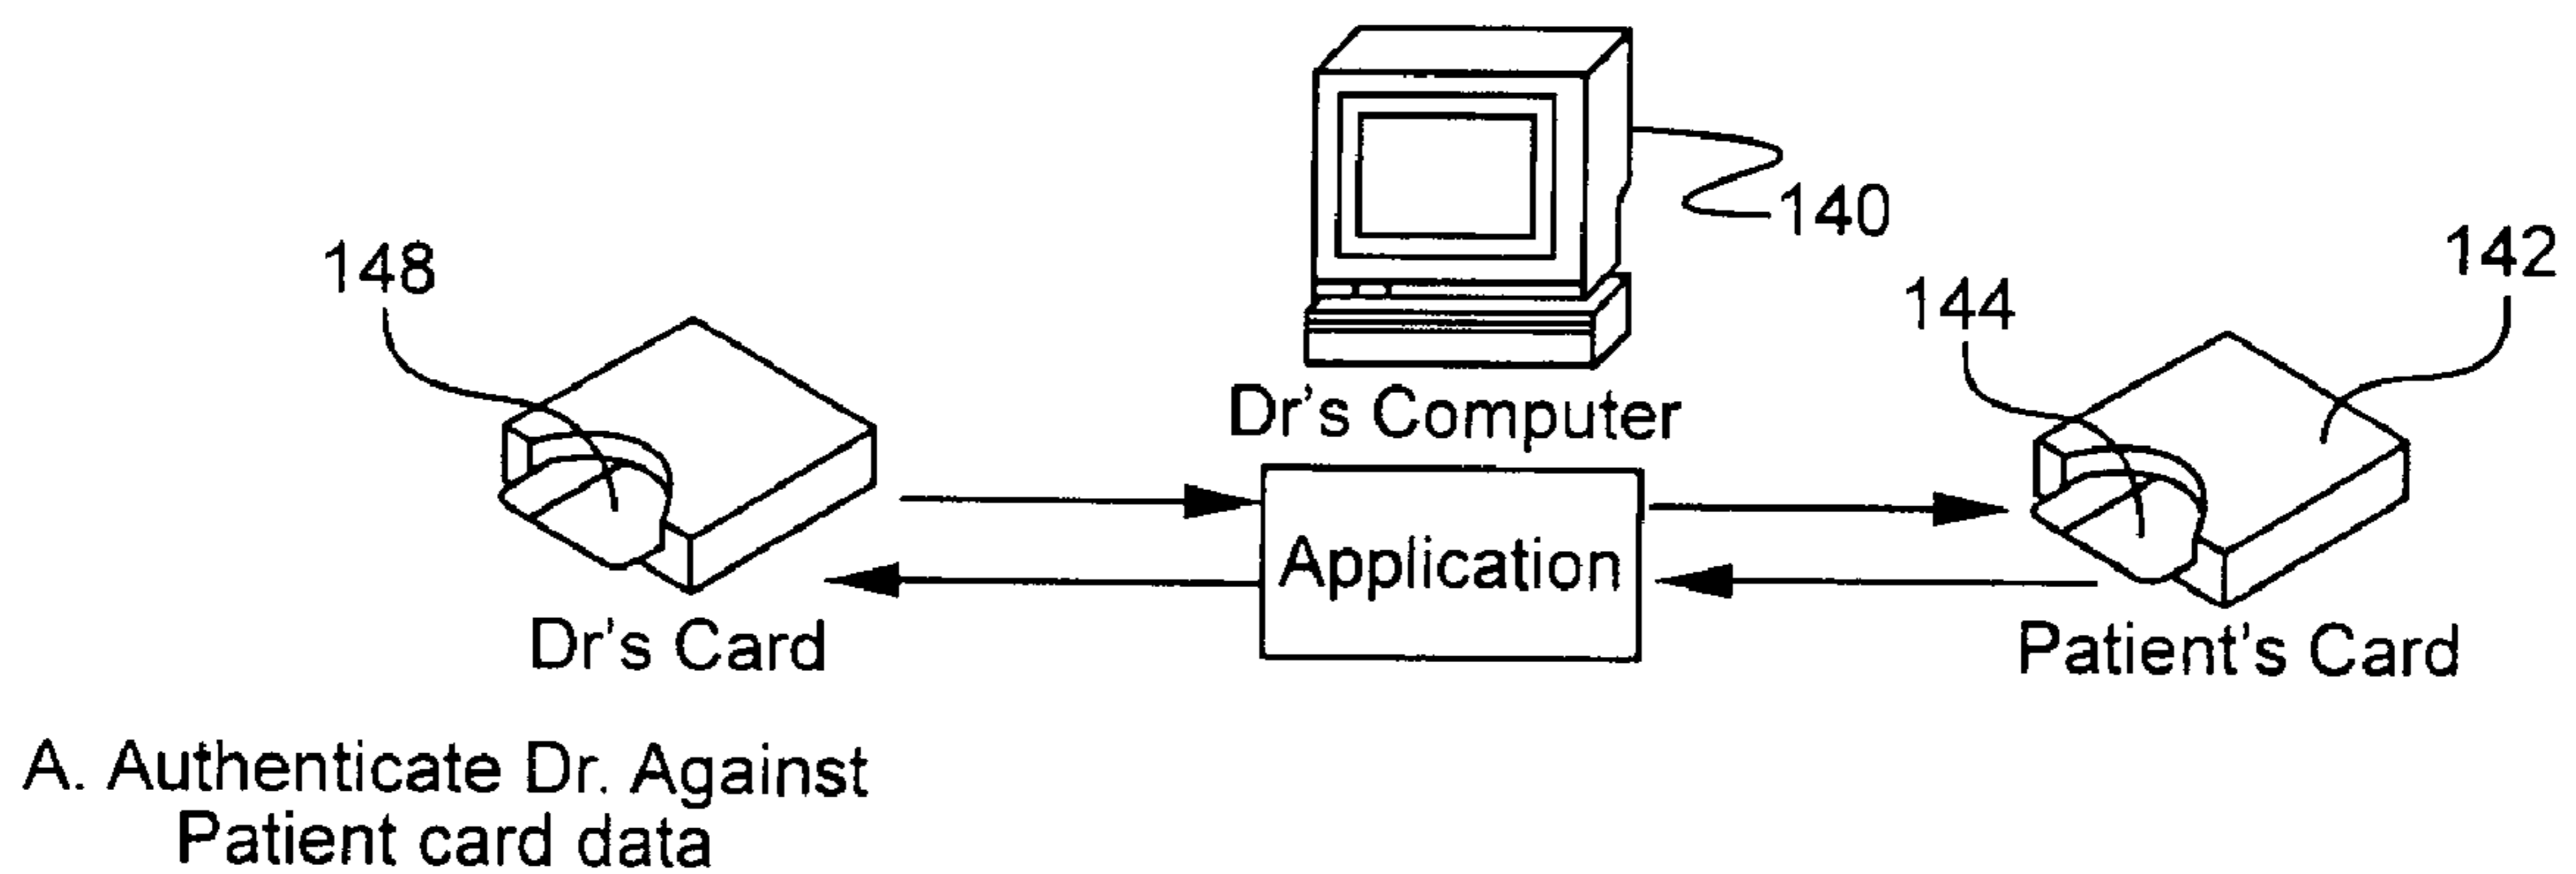 140
148
142
144
Dr's Computer
Application
Dr's Card
Patient's Card
A. Authenticate Dr. Against
Patient card data